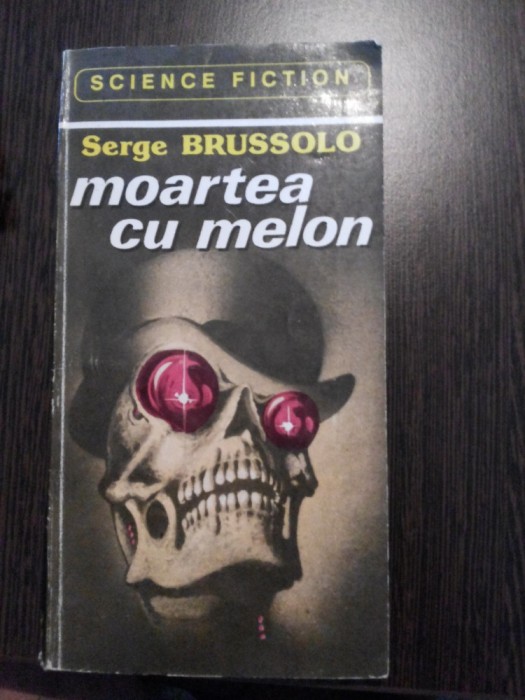 SCIENCE FICTION
Serge BRUSSOLO
moartea
cu melon